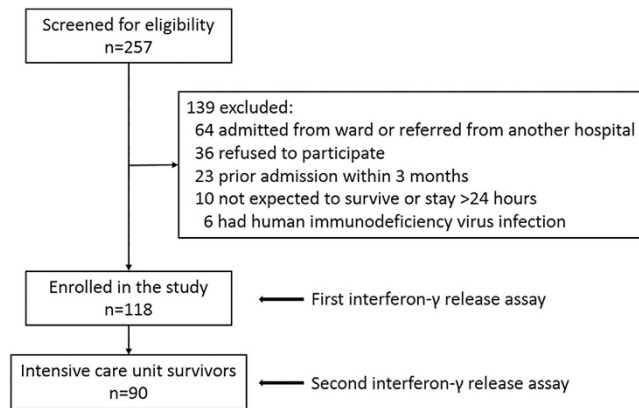 Screened for eligibility
n=257
139 excluded:
64 admitted from ward or referred from another hospital
36 refused to participate
23 prior admission within 3 months
10 not expected to survive or stay >24 hours
6 had human immunodeficiency virus infection
Enrolled in the study
n=118
First interferon-γ release assay
Intensive care unit survivors
n=90
Second interferon-γ release assay